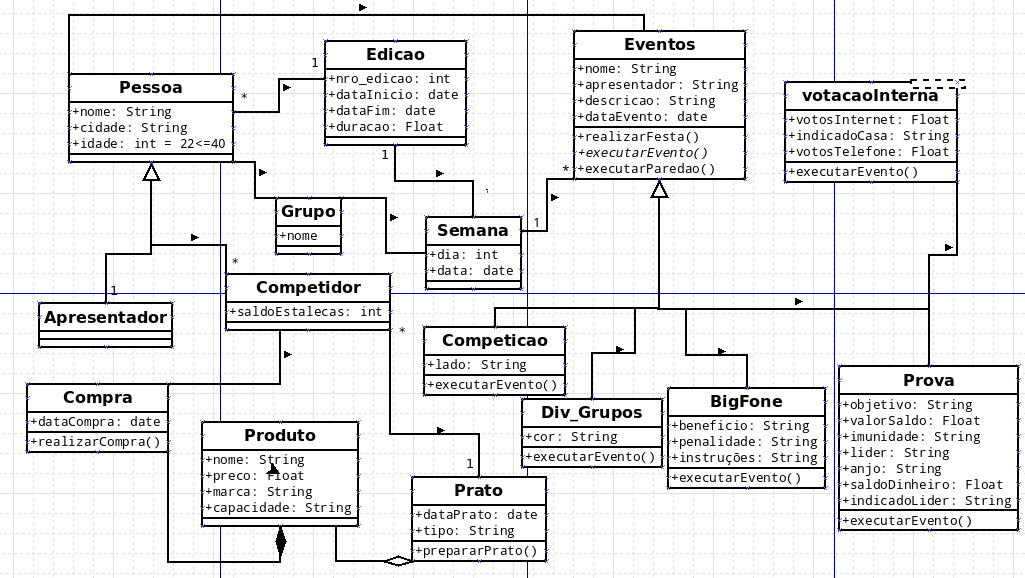 Pessoa
+nome: String
+cidade: String
+idade: int = 22<=40
*
1
Edicao
+nro_edicao: int
+dataInicio: date
+dataFim: date
+duracao: Float
1
Eventos
+nome: String
+apresentador: String
+descricao: String
+dataEvento: date
+realizarFesta()
+executarEvento()
+executarParedao()
*
votacaoInterna
+votosInternet: Float
+indicadoCasa: String
+votosTelefone: Float
+executarEvento()
Grupo
+nome
Semana
+dia: int
+data: date
1
*
Competidor
+saldoEstalecas: int
*
1
Apresentador
Competicao
+lado: String
+executarEvento()
Div_Grupos
+cor: String
+executarEvento()
BigFone
+beneficio: String
+penalidade: String
+instruções: String
+executarEvento()
Prova
+objetivo: String
+valorSaldo: Float
+imunidade: String
+lider: String
+anjo: String
+saldoDinheiro: Float
+indicadoLider: String
+executarEvento()
Compra
+dataCompra: date
+realizarCompra()
Produto
+nome: String
+preco: Float
+marca: String
+capacidade: String
1
Prato
+dataPrato: date
+tipo: String
+prepararPrato()